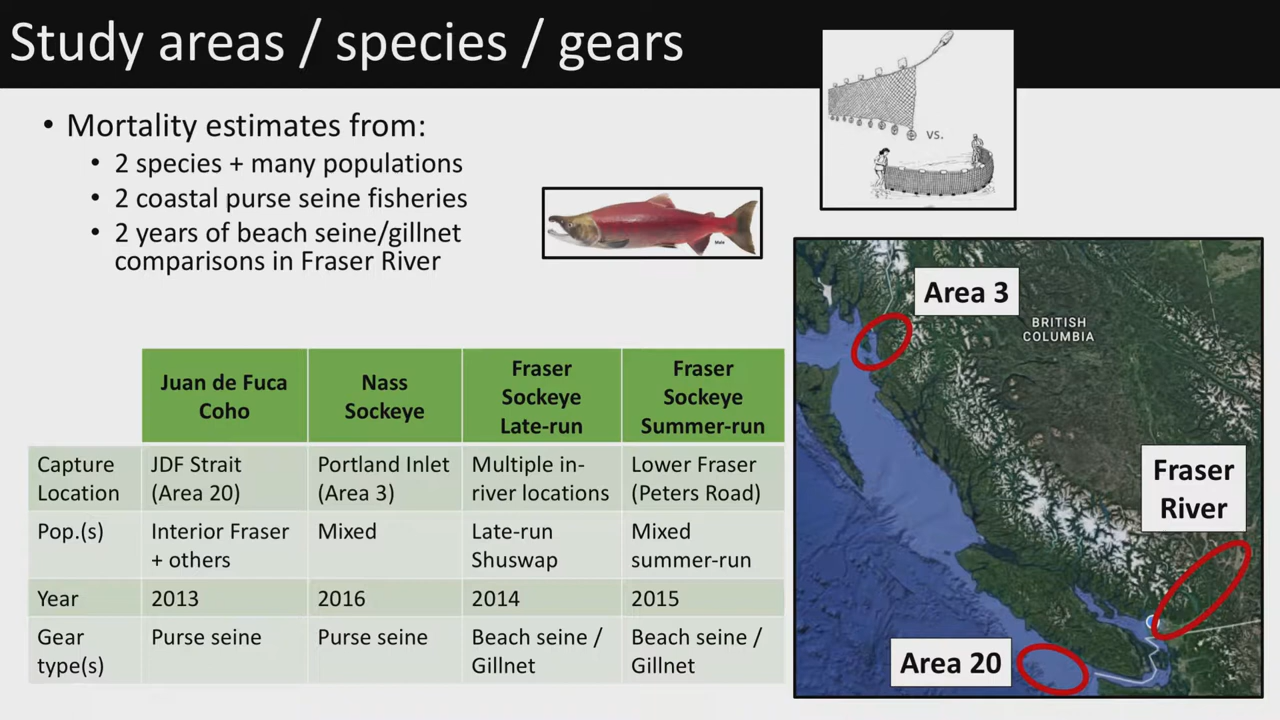 Study areas / species / gears
• Mortality estimates from:
• 2 species + many populations
• 2 coastal purse seine fisheries
• 2 years of beach seine/gillnet
comparisons in Fraser River
vs.
Male
Area 3
BRITISH
COLUMBIA
Fraser
River
Area 20
Juan de Fuca
Coho
Nass
Sockeye
Fraser
Sockeye
Late-run
Fraser
Sockeye
Summer-run
Capture
Location
JDF Strait
(Area 20)
Portland Inlet
(Area 3)
Multiple in-
river locations
Lower Fraser
(Peters Road)
Pop.(s)
Interior Fraser
+ others
Mixed
Late-run
Shuswap
Mixed
summer-run
Year
2013
2016
2014
2015
Gear
type(s)
Purse seine
Purse seine
Beach seine /
Gillnet
Beach seine /
Gillnet